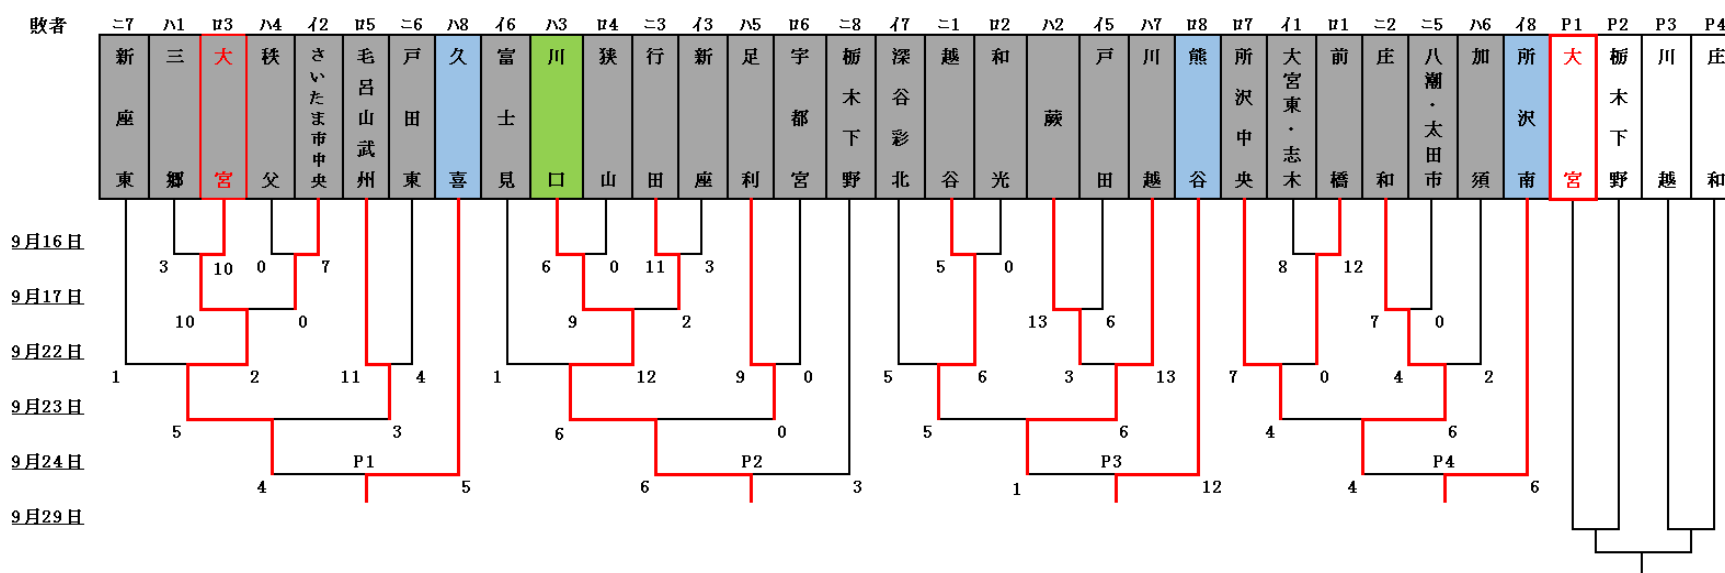 敗者 ニ7 ハ1 ロ3 ハ4 イ2 ロ5 ニ6 ハ8 イ6 ハ3 ロ4 ニ3 イ3 ハ5 ロ6 ニ8 イ7 ニ1 ロ2 ハ2 イ5 ハ7 ロ8 ロ7 イ1 ロ1 ニ2 ニ5 ハ6 イ8 P1 P2 P3 P4
新座東
三郷
大宮
秩父
さいたま市中央
毛呂山武州
戸田東
久喜
富士見
川口
狭山
行田
新座
足利
宇都宮
栃木下野
深谷彩北
越谷
和光
蕨
戸田
川越
熊谷
所沢中央
大宮東・志木
前橋
庄和
八潮・太田市
加須
所沢南
大宮
栃木下野
川越
庄和
9月16日
3 10 0 7 6 0 11 3 5 0 8 12
9月17日
10 0 9 2 13 6 7 0
9月22日
1 2 11 4 1 12 9 0 5 6 3 13 7 0 4 2
9月23日
5 3 6 0 5 6 4 6
9月24日 P1 P2 P3 P4
4 5 6 3 1 12 4 6
9月29日